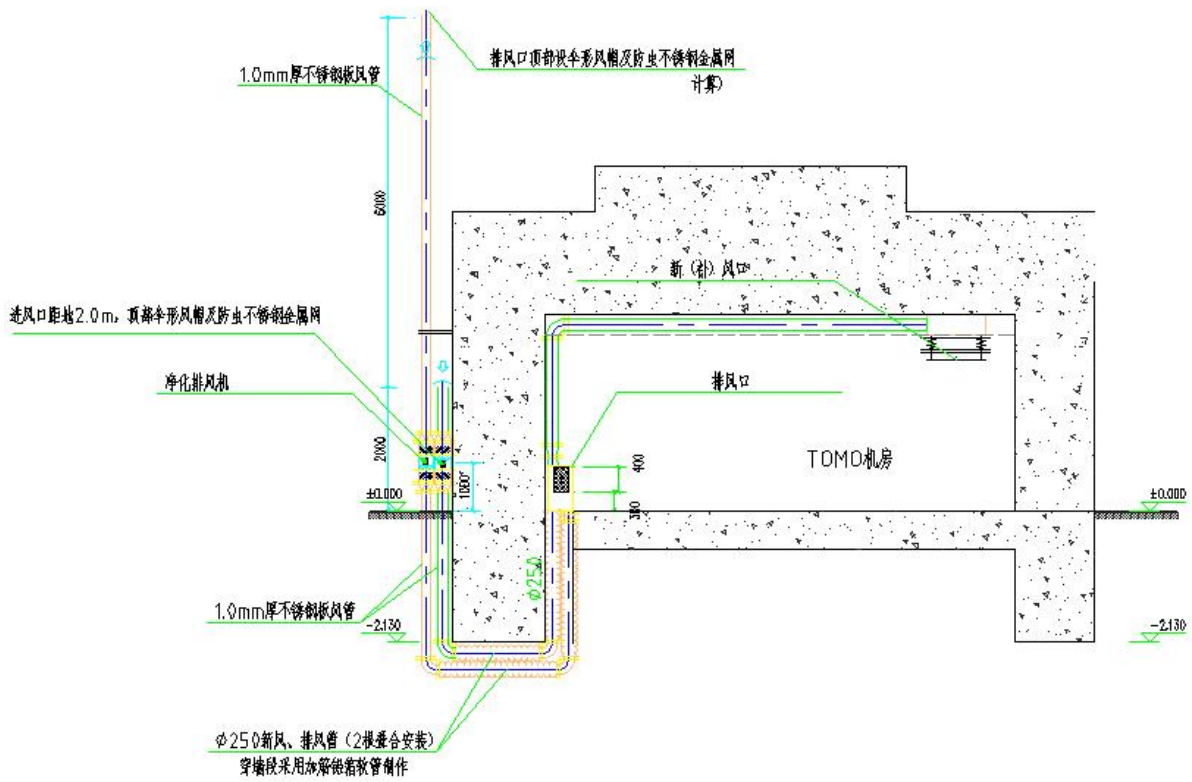 排风口顶部设伞形风帽及防虫不锈钢金属网
计算)
1.0mm厚不锈钢板风管
6000
新(补)风口
进风口距地2.0m,顶部伞形风帽及防虫不锈钢金属网
净化排风机
排风口
2000
1000
400
300
TOMO机房
±0.000
±0.000
ϕ250
1.0mm厚不锈钢板风管
-2.130
-2.130
ϕ250新风、排风管(2根叠合安装)
穿墙段采用加筋铝箔软管制作